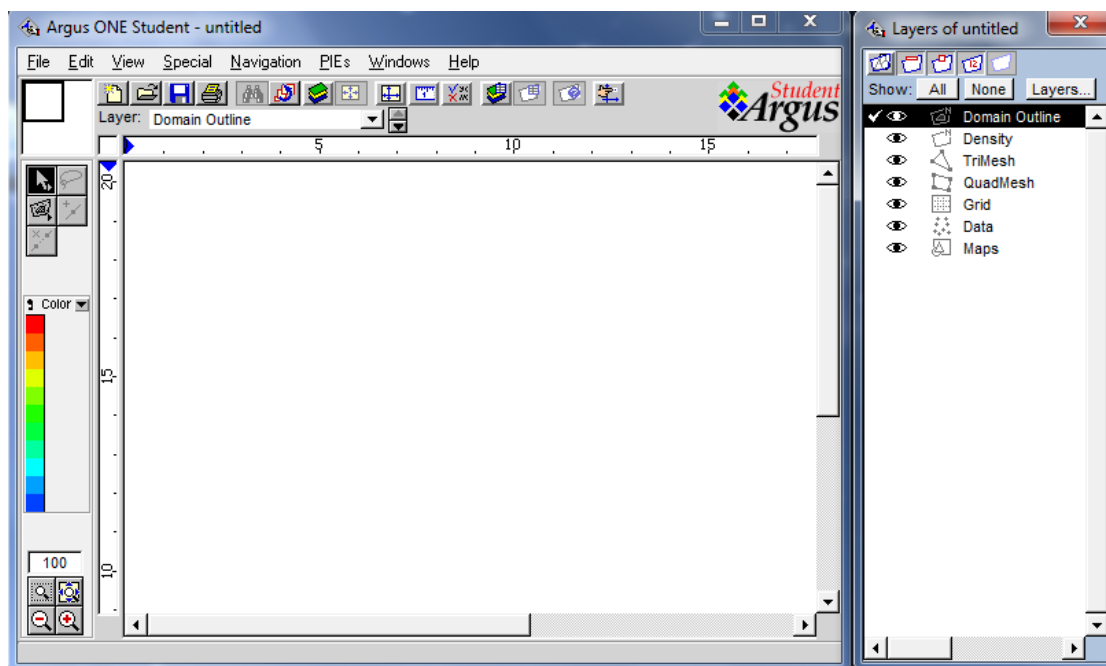 Argus ONE Student - untitled
File Edit View Special Navigation PIEs Windows Help
Student
Argus
Layer: Domain Outline
5 10 15
20
15
10
Color
100
Layers of untitled
Show: All None Layers...
Domain Outline
Density
TriMesh
QuadMesh
Grid
Data
Maps